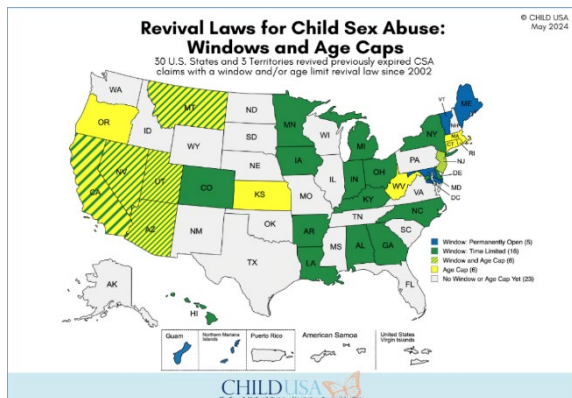 © CHILD USA
May 2024
Revival Laws for Child Sex Abuse:
Windows and Age Caps
30 U.S. States and 3 Territories revived previously expired CSA
claims with a window and/or age limit revival law since 2002
WA
MT
ND
MN
VT
ME
NH
OR
ID
SD
WI
MI
NY
MA
CT
RI
WY
IA
PA
NJ
NE
NV
UT
CO
IL
IN
OH
DE
MD
DC
CA
KS
MO
KY
WV
VA
TN
NC
AZ
NM
OK
AR
SC
MS
AL
GA
TX
LA
FL
AK
HI
Window: Permanently Open (5)
Window: Time Limited (16)
Window and Age Cap (6)
Age Cap (6)
No Window or Age Cap Yet (23)
Guam
Northern Mariana
Islands
Puerto Rico
American Samoa
United States
Virgin Islands
CHILD USA